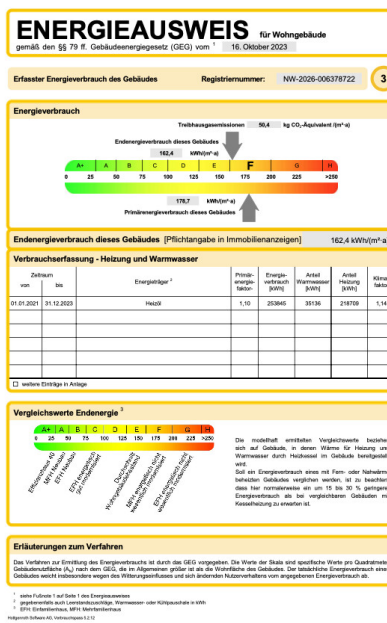 ENERGIEAUSWEIS für Wohngebäude
gemäß den §§ 79 ff. Gebäudeenergiegesetz (GEG) vom 1 16. Oktober 2023
Erfasster Energieverbrauch des Gebäudes Registriernummer: NW-2026-006378722 3
Energieverbrauch
Treibhausgasemissionen 50,4 kg CO₂-Äquivalent /(m²·a)
Endenergieverbrauch dieses Gebäudes
162,4 kWh/(m²·a)
A+ A B C D E F G H
0 25 50 75 100 125 150 175 200 225 >250
178,7 kWh/(m²·a)
Primärenergieverbrauch dieses Gebäudes
Endenergieverbrauch dieses Gebäudes [Pflichtangabe in Immobilienanzeigen] 162,4 kWh/(m²·a
Verbrauchserfassung - Heizung und Warmwasser
Zeitraum
von bis
Energieträger 2
Primär-
energie-
faktor-
Energie-
verbrauch
[kWh]
Anteil
Warmwasser
[kWh]
Anteil
Heizung
[kWh]
Klima
faktor
01.01.2021 31.12.2023 Heizöl 1,10 253845 35136 218709 1,14
weitere Einträge in Anlage
Vergleichswerte Endenergie 3
A+ A B C D E F G H
0 25 50 75 100 125 150 175 200 225 >250
Effizienzhaus 40
MFH Neubau
EFH Neubau
EFH energetisch
gut modernisiert
Durchschnitt
Wohngebäudebestand
MFH energetisch nicht
wesentlich modernisiert
EFH energetisch nicht
wesentlich modernisiert
Die modellhaft ermittelten Vergleichswerte beziehe
sich auf Gebäude, in denen Wärme für Heizung un
Warmwasser durch Heizkessel im Gebäude bereitgestel
wird.
Soll ein Energieverbrauch eines mit Fern- oder Nahwärm
beheizten Gebäudes verglichen werden, ist zu beachten
dass hier normalerweise ein um 15 bis 30 % geringere
Energieverbrauch als bei vergleichbaren Gebäuden m
Kesselheizung zu erwarten ist.
Erläuterungen zum Verfahren
Das Verfahren zur Ermittlung des Energieverbrauchs ist durch das GEG vorgegeben. Die Werte der Skala sind spezifische Werte pro Quadratmete
Gebäudenutzfläche (Aₙ) nach dem GEG, die im Allgemeinen größer ist als die Wohnfläche des Gebäudes. Der tatsächliche Energieverbrauch eine
Gebäudes weicht insbesondere wegen des Witterungseinflusses und sich ändernden Nutzerverhaltens vom angegebenen Energieverbrauch ab.
1 siehe Fußnote 1 auf Seite 1 des Energieausweises
2 gegebenenfalls auch Leerstandszuschläge, Warmwasser- oder Kühlpauschale in kWh
3 EFH: Einfamilienhaus, MFH: Mehrfamilienhaus
Hottgenroth Software AG, Verbrauchspass 5.2.12